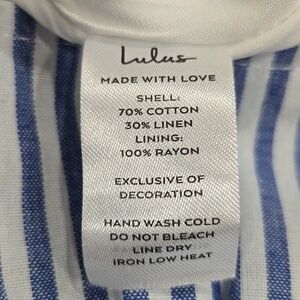 Lulus
MADE WITH LOVE
SHELL:
70% COTTON
30% LINEN
LINING:
100% RAYON
EXCLUSIVE OF
DECORATION
HAND WASH COLD
DO NOT BLEACH
LINE DRY
IRON LOW HEAT